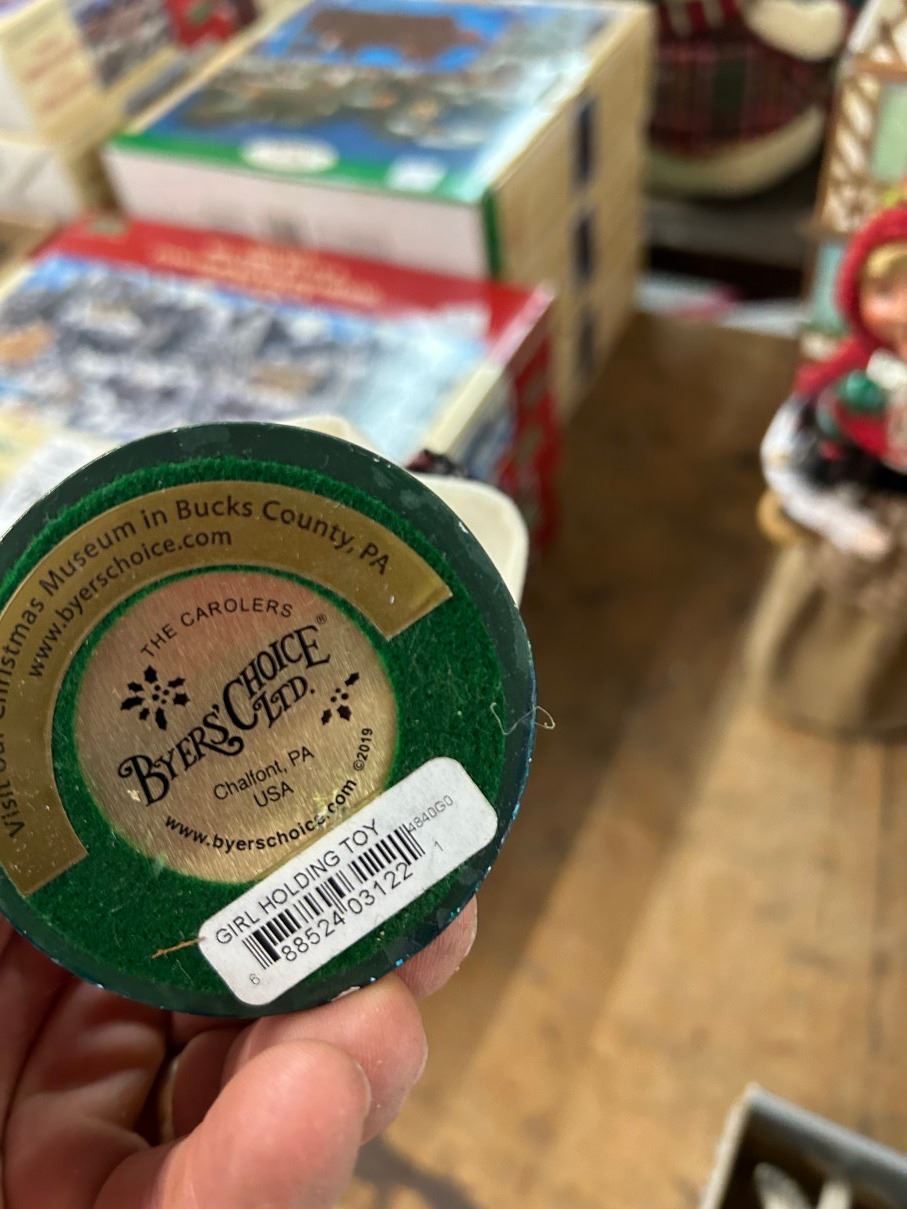 Visit our Christmas Museum in Bucks County, PA
www.byerschoice.com
THE CAROLERS
BYERS' CHOICE®
LTD.
Chalfont, PA
USA
©2019
www.byerschoice.com
GIRL HOLDING TOY
4840G0
6 88524 03122 1